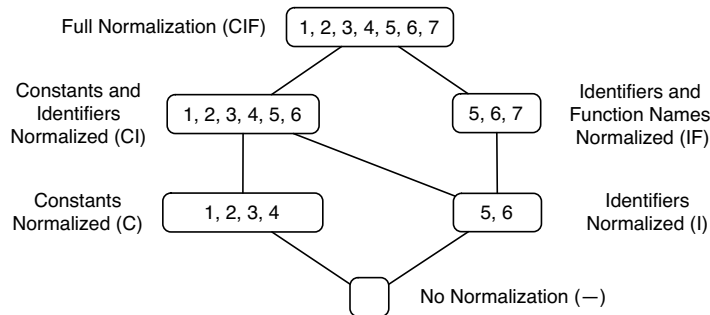 Full Normalization (CIF)
1, 2, 3, 4, 5, 6, 7
Constants and
Identifiers
Normalized (CI)
1, 2, 3, 4, 5, 6
5, 6, 7
Identifiers and
Function Names
Normalized (IF)
Constants
Normalized (C)
1, 2, 3, 4
5, 6
Identifiers
Normalized (I)
No Normalization (—)